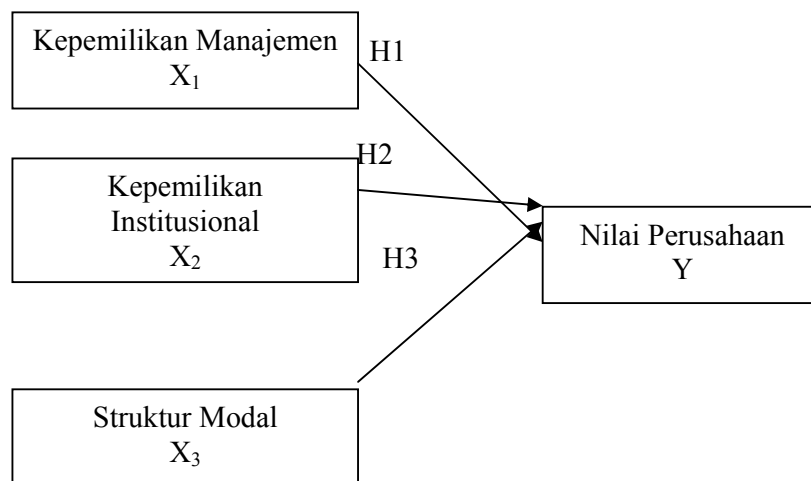 Kepemilikan Manajemen
X₁
H1
H2
Kepemilikan
Institusional
X₂
H3
Nilai Perusahaan
Y
Struktur Modal
X₃